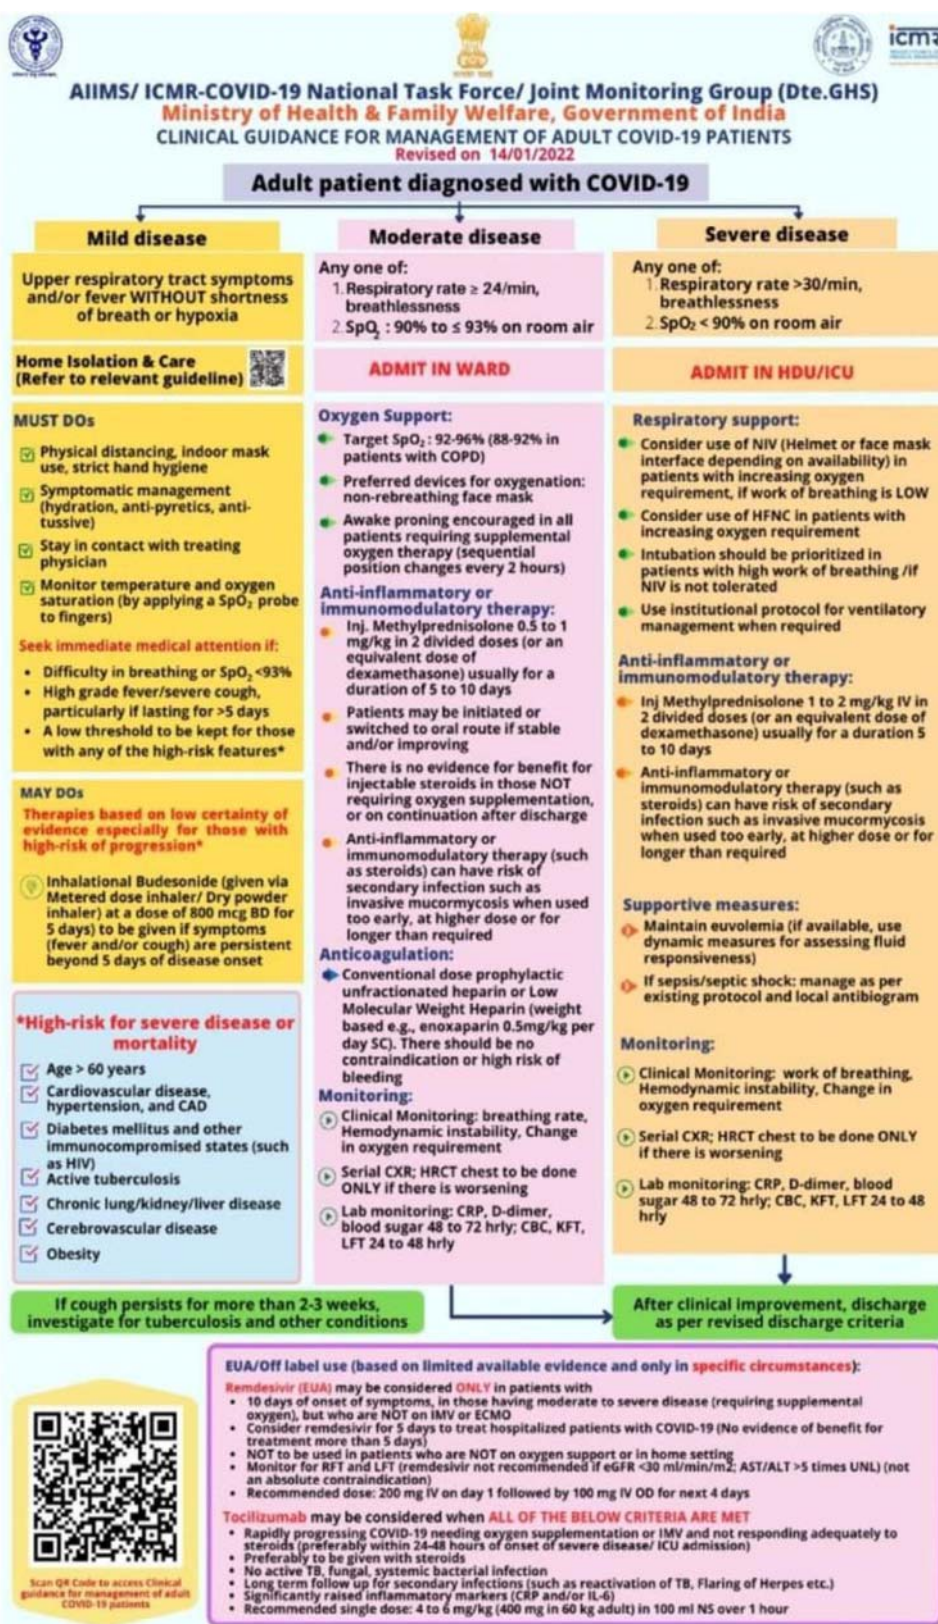 icmr
AIIMS/ ICMR-COVID-19 National Task Force/ Joint Monitoring Group (Dte.GHS)
Ministry of Health & Family Welfare, Government of India
CLINICAL GUIDANCE FOR MANAGEMENT OF ADULT COVID-19 PATIENTS
Revised on 14/01/2022
Adult patient diagnosed with COVID-19
Mild disease
Upper respiratory tract symptoms
and/or fever WITHOUT shortness
of breath or hypoxia
Home Isolation & Care
(Refer to relevant guideline)
MUST DOs
Physical distancing, indoor mask
use, strict hand hygiene
Symptomatic management
(hydration, anti-pyretics, anti-
tussive)
Stay in contact with treating
physician
Monitor temperature and oxygen
saturation (by applying a SpO₂ probe
to fingers)
Seek immediate medical attention if:
• Difficulty in breathing or SpO₂ <93%
• High grade fever/severe cough,
particularly if lasting for >5 days
• A low threshold to be kept for those
with any of the high-risk features*
MAY DOs
Therapies based on low certainty of
evidence especially for those with
high-risk of progression*
Inhalational Budesonide (given via
Metered dose inhaler/ Dry powder
inhaler) at a dose of 800 mcg BD for
5 days) to be given if symptoms
(fever and/or cough) are persistent
beyond 5 days of disease onset
*High-risk for severe disease or
mortality
Age > 60 years
Cardiovascular disease,
hypertension, and CAD
Diabetes mellitus and other
immunocompromised states (such
as HIV)
Active tuberculosis
Chronic lung/kidney/liver disease
Cerebrovascular disease
Obesity
Moderate disease
Any one of:
1. Respiratory rate ≥ 24/min,
breathlessness
2. SpO₂ : 90% to ≤ 93% on room air
ADMIT IN WARD
Oxygen Support:
Target SpO₂ : 92-96% (88-92% in
patients with COPD)
Preferred devices for oxygenation:
non-rebreathing face mask
Awake proning encouraged in all
patients requiring supplemental
oxygen therapy (sequential
position changes every 2 hours)
Anti-inflammatory or
immunomodulatory therapy:
Inj. Methylprednisolone 0.5 to 1
mg/kg in 2 divided doses (or an
equivalent dose of
dexamethasone) usually for a
duration of 5 to 10 days
Patients may be initiated or
switched to oral route if stable
and/or improving
There is no evidence for benefit for
injectable steroids in those NOT
requiring oxygen supplementation,
or on continuation after discharge
Anti-inflammatory or
immunomodulatory therapy (such
as steroids) can have risk of
secondary infection such as
invasive mucormycosis when used
too early, at higher dose or for
longer than required
Anticoagulation:
Conventional dose prophylactic
unfractionated heparin or Low
Molecular Weight Heparin (weight
based e.g., enoxaparin 0.5mg/kg per
day SC). There should be no
contraindication or high risk of
bleeding
Monitoring:
Clinical Monitoring: breathing rate,
Hemodynamic instability, Change
in oxygen requirement
Serial CXR; HRCT chest to be done
ONLY if there is worsening
Lab monitoring: CRP, D-dimer,
blood sugar 48 to 72 hrly; CBC, KFT,
LFT 24 to 48 hrly
Severe disease
Any one of:
1. Respiratory rate >30/min,
breathlessness
2. SpO₂ < 90% on room air
ADMIT IN HDU/ICU
Respiratory support:
Consider use of NIV (Helmet or face mask
interface depending on availability) in
patients with increasing oxygen
requirement, if work of breathing is LOW
Consider use of HFNC in patients with
increasing oxygen requirement
Intubation should be prioritized in
patients with high work of breathing /if
NIV is not tolerated
Use institutional protocol for ventilatory
management when required
Anti-inflammatory or
immunomodulatory therapy:
Inj Methylprednisolone 1 to 2 mg/kg IV in
2 divided doses (or an equivalent dose of
dexamethasone) usually for a duration 5
to 10 days
Anti-inflammatory or
immunomodulatory therapy (such as
steroids) can have risk of secondary
infection such as invasive mucormycosis
when used too early, at higher dose or for
longer than required
Supportive measures:
Maintain euvolemia (if available, use
dynamic measures for assessing fluid
responsiveness)
If sepsis/septic shock: manage as per
existing protocol and local antibiogram
Monitoring:
Clinical Monitoring: work of breathing,
Hemodynamic instability, Change in
oxygen requirement
Serial CXR; HRCT chest to be done ONLY
if there is worsening
Lab monitoring: CRP, D-dimer, blood
sugar 48 to 72 hrly; CBC, KFT, LFT 24 to 48
hrly
If cough persists for more than 2-3 weeks,
investigate for tuberculosis and other conditions
After clinical improvement, discharge
as per revised discharge criteria
EUA/Off label use (based on limited available evidence and only in specific circumstances):
Remdesivir (EUA) may be considered ONLY in patients with
• 10 days of onset of symptoms, in those having moderate to severe disease (requiring supplemental
oxygen), but who are NOT on IMV or ECMO
• Consider remdesivir for 5 days to treat hospitalized patients with COVID-19 (No evidence of benefit for
treatment more than 5 days)
• NOT to be used in patients who are NOT on oxygen support or in home setting
• Monitor for RFT and LFT (remdesivir not recommended if eGFR <30 ml/min/m2; AST/ALT >5 times UNL) (not
an absolute contraindication)
• Recommended dose: 200 mg IV on day 1 followed by 100 mg IV OD for next 4 days
Tocilizumab may be considered when ALL OF THE BELOW CRITERIA ARE MET
• Rapidly progressing COVID-19 needing oxygen supplementation or IMV and not responding adequately to
steroids (preferably within 24-48 hours of onset of severe disease/ ICU admission)
• Preferably to be given with steroids
• No active TB, fungal, systemic bacterial infection
• Long term follow up for secondary infections (such as reactivation of TB, Flaring of Herpes etc.)
• Significantly raised inflammatory markers (CRP and/or IL-6)
• Recommended single dose: 4 to 6 mg/kg (400 mg in 60 kg adult) in 100 ml NS over 1 hour
Scan QR Code to access Clinical
guidance for management of adult
COVID-19 patients